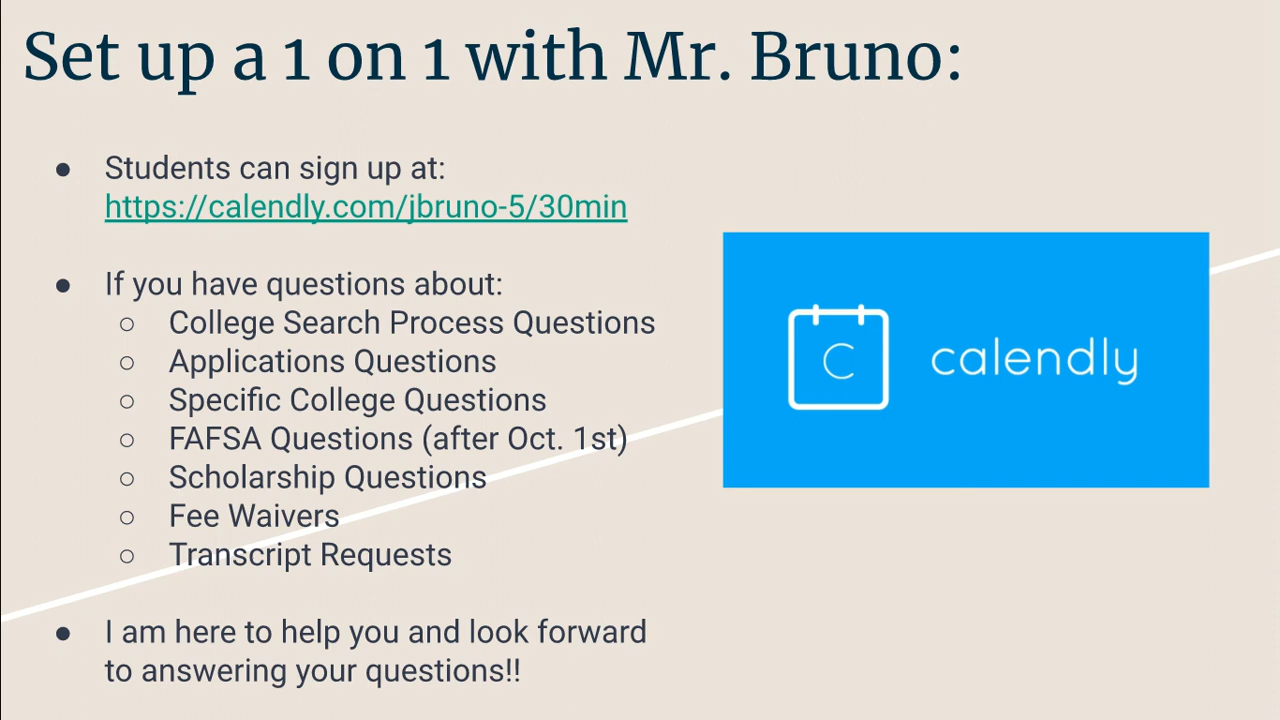 Set up a 1 on 1 with Mr. Bruno:
● Students can sign up at:
https://calendly.com/jbruno-5/30min
● If you have questions about:
○ College Search Process Questions
○ Applications Questions
○ Specific College Questions
○ FAFSA Questions (after Oct. 1st)
○ Scholarship Questions
○ Fee Waivers
○ Transcript Requests
● I am here to help you and look forward
to answering your questions!!
C calendly